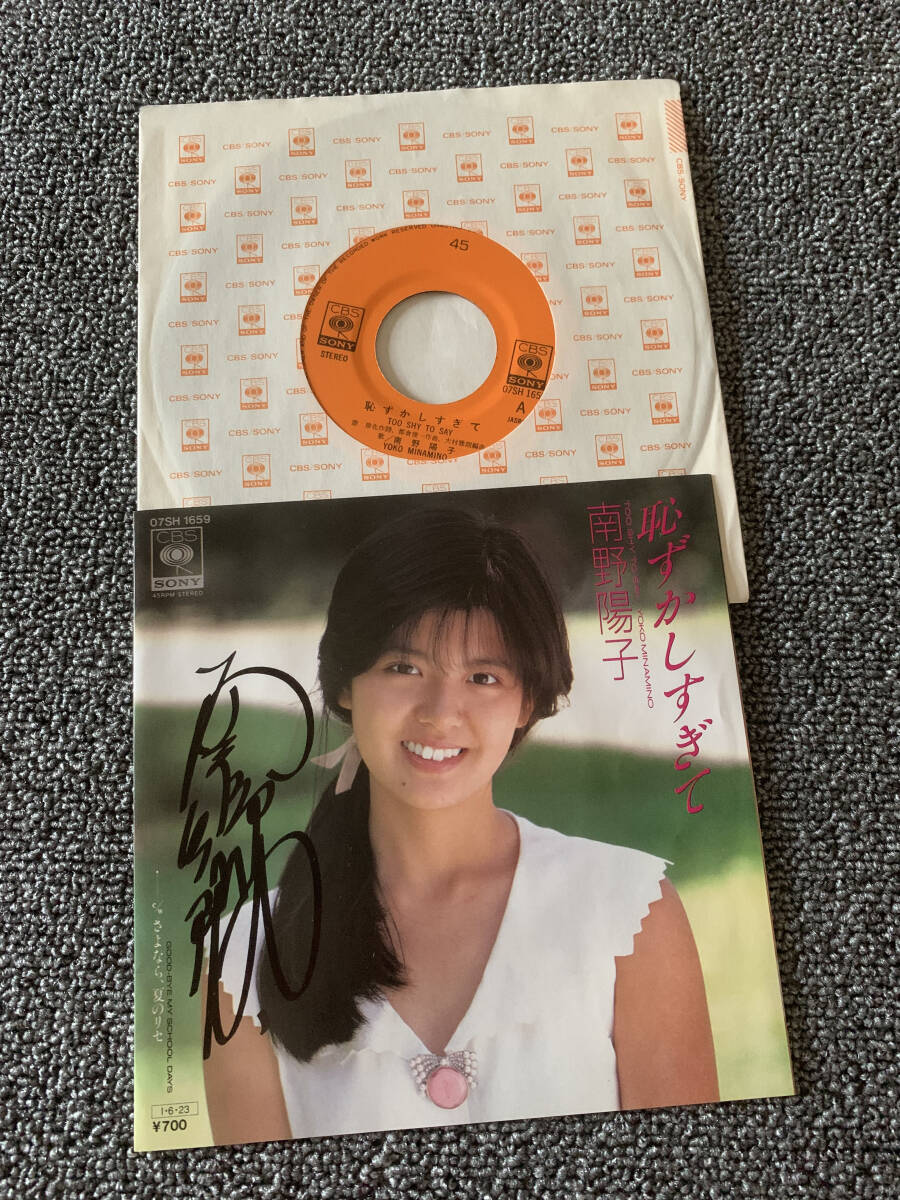 CBS/SONY
45
CBS
SONY
STEREO
CBS
SONY
07SH 165
A
恥ずかしすぎて
TOO SHY TO SAY
歌/南野陽子
YOKO MINAMINO
07SH 1659
CBS
SONY
45RPM STEREO
恥ずかしすぎて
TOO SHY TO SAY YOKO MINAMINO
南野陽子
さよなら、夏のリセ
GOOD-BYE MY SCHOOL DAYS
1・6・23
¥700